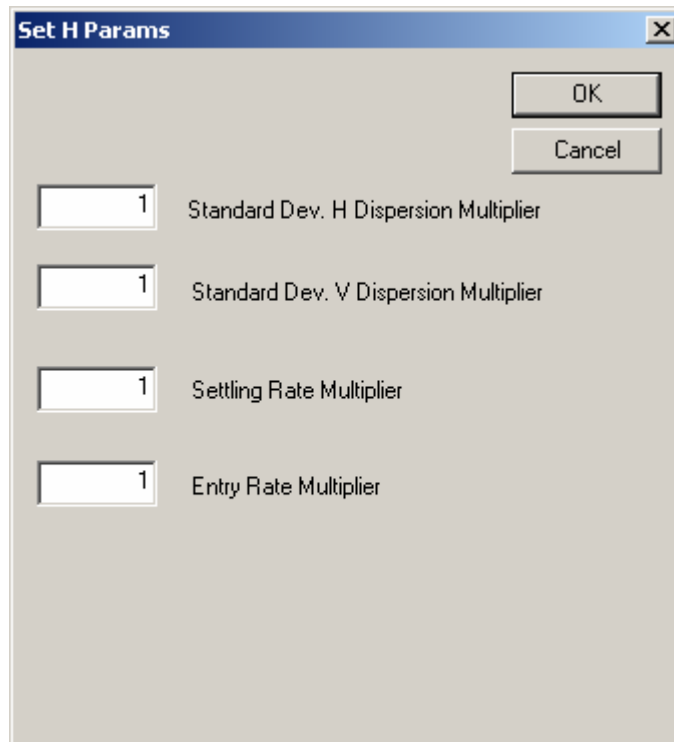 Set H Params
OK
Cancel
1 Standard Dev. H Dispersion Multiplier
1 Standard Dev. V Dispersion Multiplier
1 Settling Rate Multiplier
1 Entry Rate Multiplier